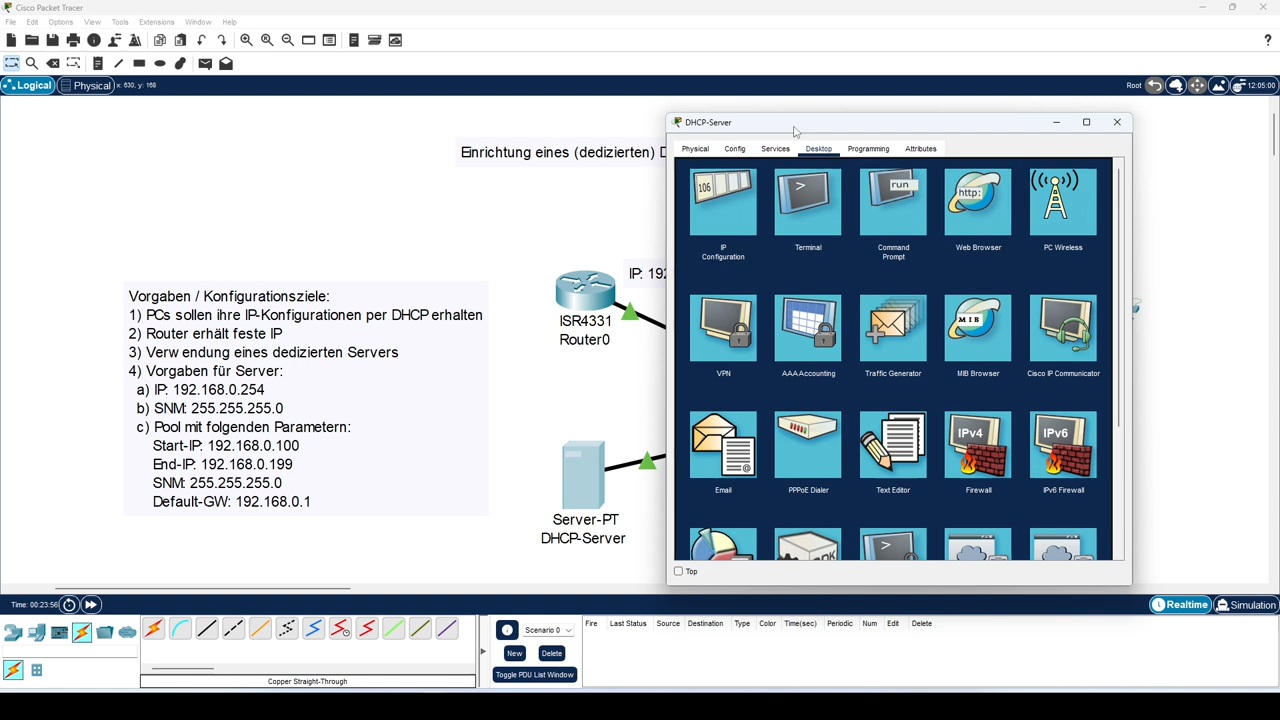 Cisco Packet Tracer
File Edit Options View Tools Extensions Window Help
?
Logical Physical x: 630, y: 168 Root 12:05:00
Einrichtung eines (dedizierten) D
IP: 192
ISR4331
Router0
Vorgaben / Konfigurationsziele:
1) PCs sollen ihre IP-Konfigurationen per DHCP erhalten
2) Router erhält feste IP
3) Verwendung eines dedizierten Servers
4) Vorgaben für Server:
a) IP: 192.168.0.254
b) SNM: 255.255.255.0
c) Pool mit folgenden Parametern:
Start-IP: 192.168.0.100
End-IP: 192.168.0.199
SNM: 255.255.255.0
Default-GW: 192.168.0.1
Server-PT
DHCP-Server
DHCP-Server
Physical Config Services Desktop Programming Attributes
106
>
run
http:
IP
Configuration
Terminal
Command
Prompt
Web Browser
PC Wireless
MIB
VPN
AAA Accounting
Traffic Generator
MIB Browser
Cisco IP Communicator
IPv4
IPv6
Email
PPPoE Dialer
Text Editor
Firewall
IPv6 Firewall
>
Top
Time: 00:23:56 Realtime Simulation
Scenario 0
New Delete
Toggle PDU List Window
Fire Last Status Source Destination Type Color Time(sec) Periodic Num Edit Delete
Copper Straight-Through